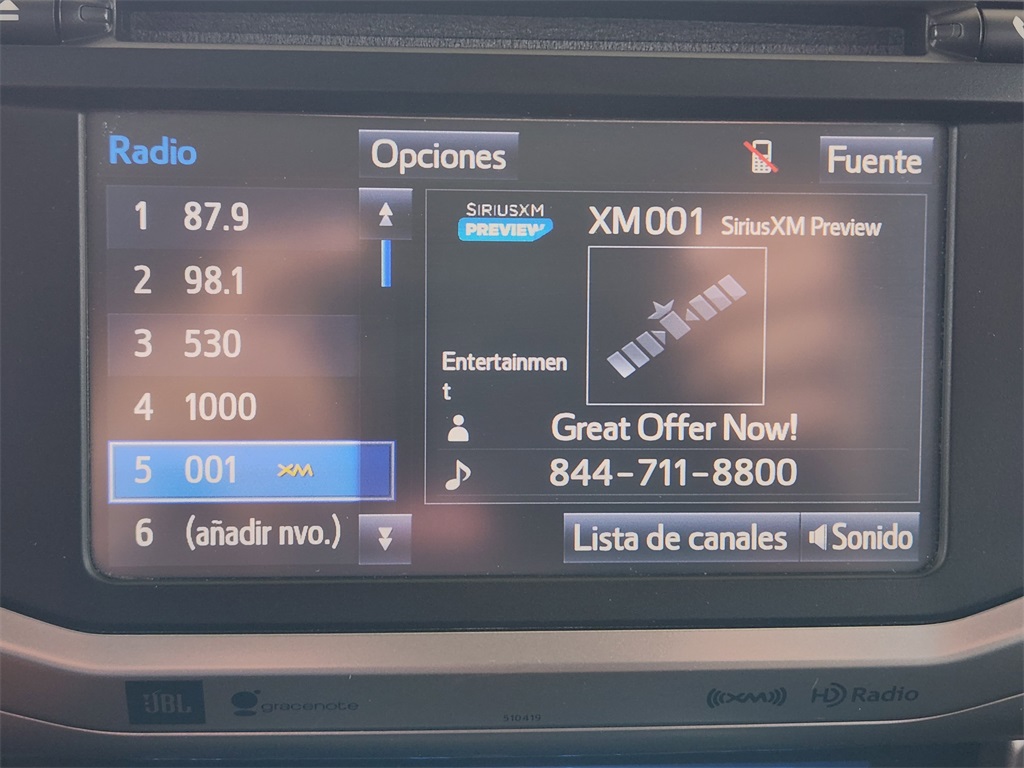 Radio
Opciones
Fuente
1 87.9
2 98.1
3 530
4 1000
5 001 XM
6 (añadir nvo.)
SIRIUSXM
PREVIEW
XM001 SiriusXM Preview
Entertainmen
t
Great Offer Now!
844-711-8800
Lista de canales
Sonido
JBL
gracenote
510419
XM
HD Radio